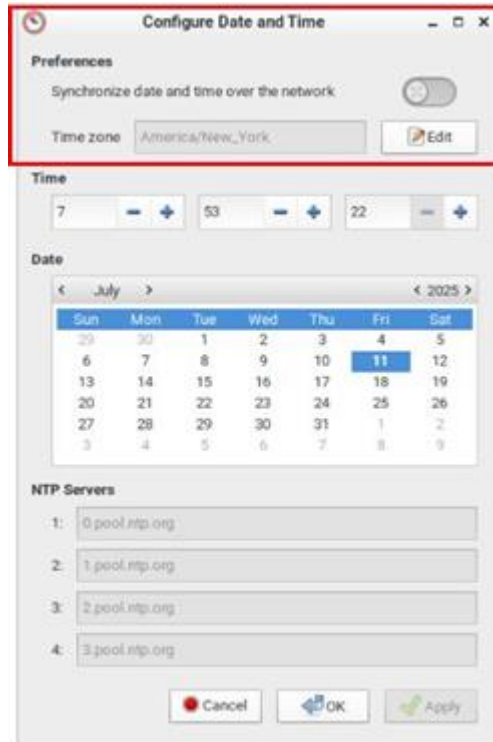 Configure Date and Time
Preferences
Synchronize date and time over the network
Time zone America/New_York Edit
Time
7 53 22
Date
< July > < 2025 >
Sun Mon Tue Wed Thu Fri Sat
29 30 1 2 3 4 5
6 7 8 9 10 11 12
13 14 15 16 17 18 19
20 21 22 23 24 25 26
27 28 29 30 31 1 2
3 4 5 6 7 8 9
NTP Servers
1: 0.pool.ntp.org
2: 1.pool.ntp.org
3: 2.pool.ntp.org
4: 3.pool.ntp.org
Cancel OK Apply